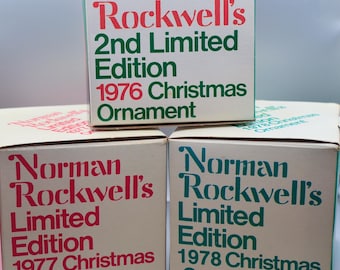 Rockwell's
2nd Limited
Edition
1976 Christmas
Ornament
Norman
Rockwell's
Limited
Edition
1977 Christmas
Norman
Rockwell's
Limited
Edition
1978 Christmas